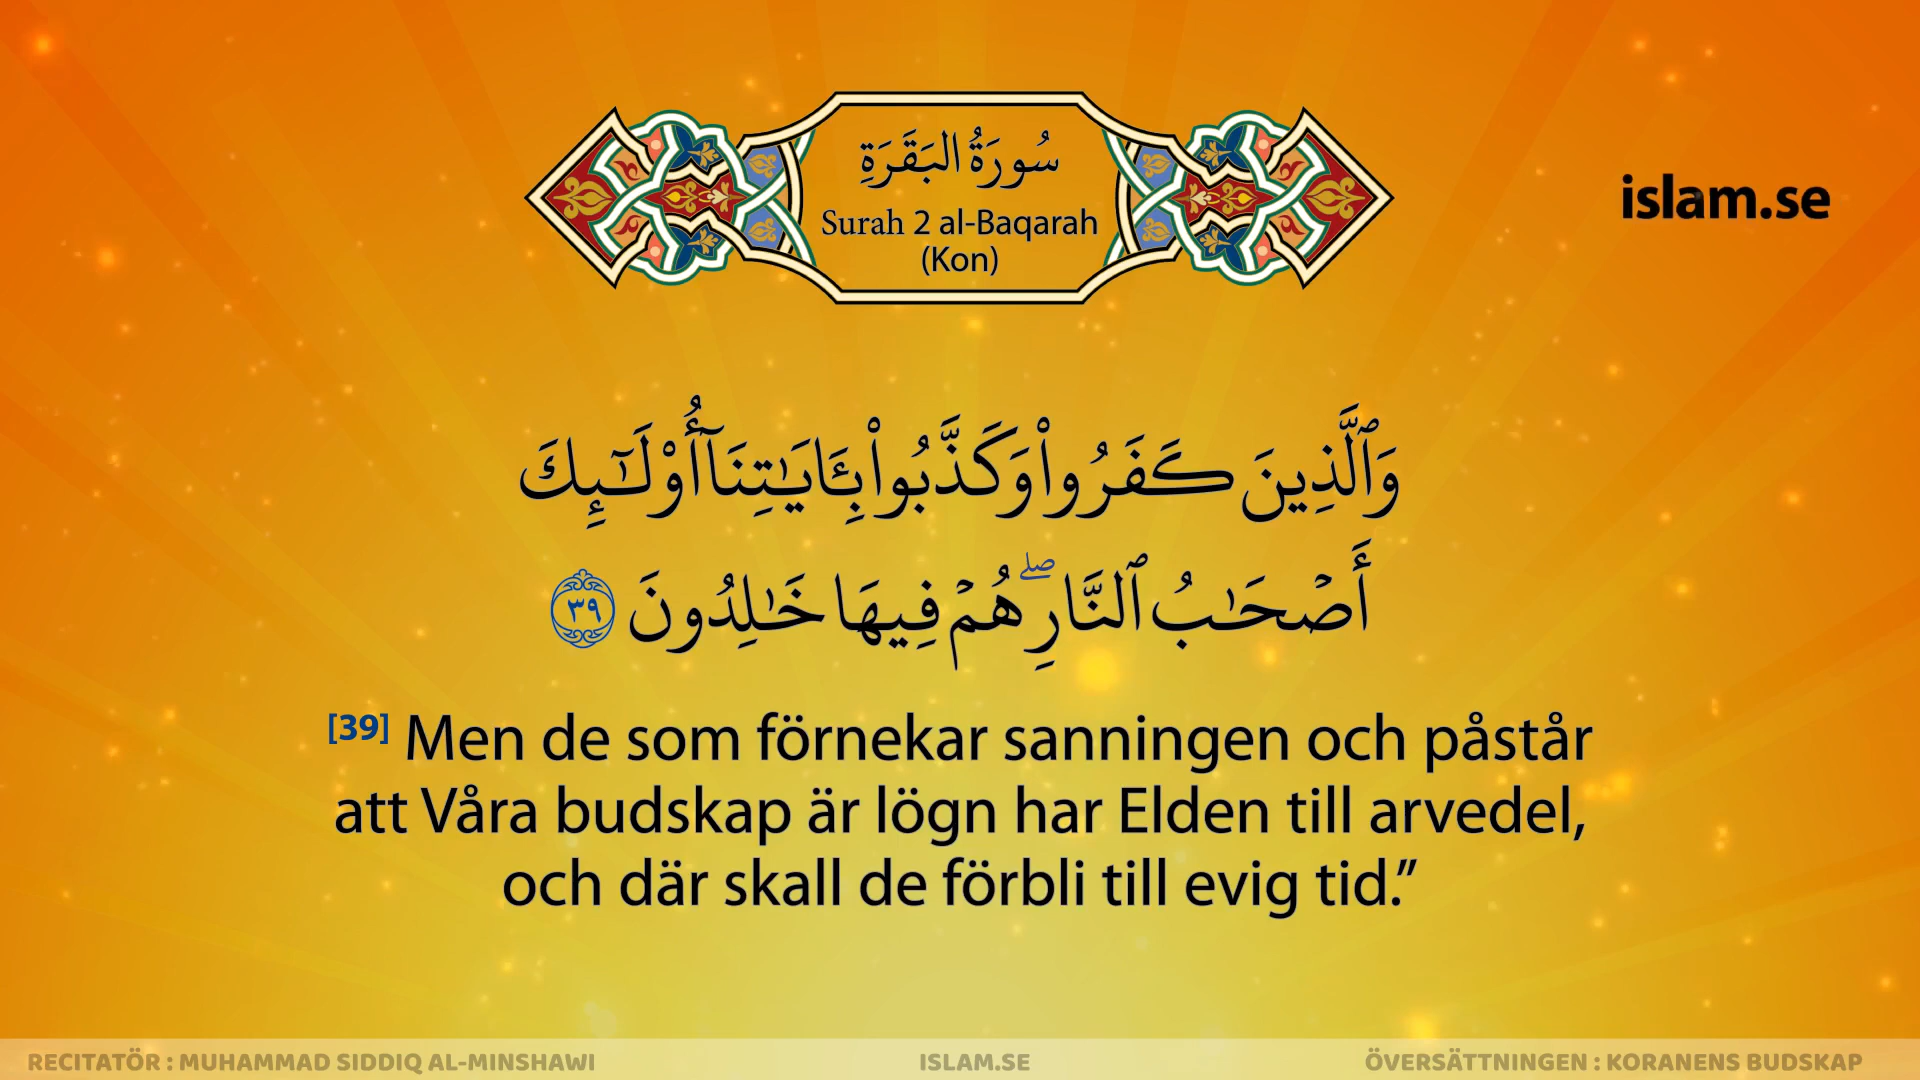 سُورَةُ البَقَرَةِ
Surah 2 al-Baqarah
(Kon)
islam.se
وَٱلَّذِينَ كَفَرُوا۟ وَكَذَّبُوا۟ بِـَٔايَـٰتِنَآ أُو۟لَـٰٓئِكَ
أَصْحَـٰبُ ٱلنَّارِ ۖ هُمْ فِيهَا خَـٰلِدُونَ ٣٩
[39] Men de som förnekar sanningen och påstår
att Våra budskap är lögn har Elden till arvedel,
och där skall de förbli till evig tid.”
RECITATÖR : MUHAMMAD SIDDIQ AL-MINSHAWI
ISLAM.SE
ÖVERSÄTTNINGEN : KORANENS BUDSKAP